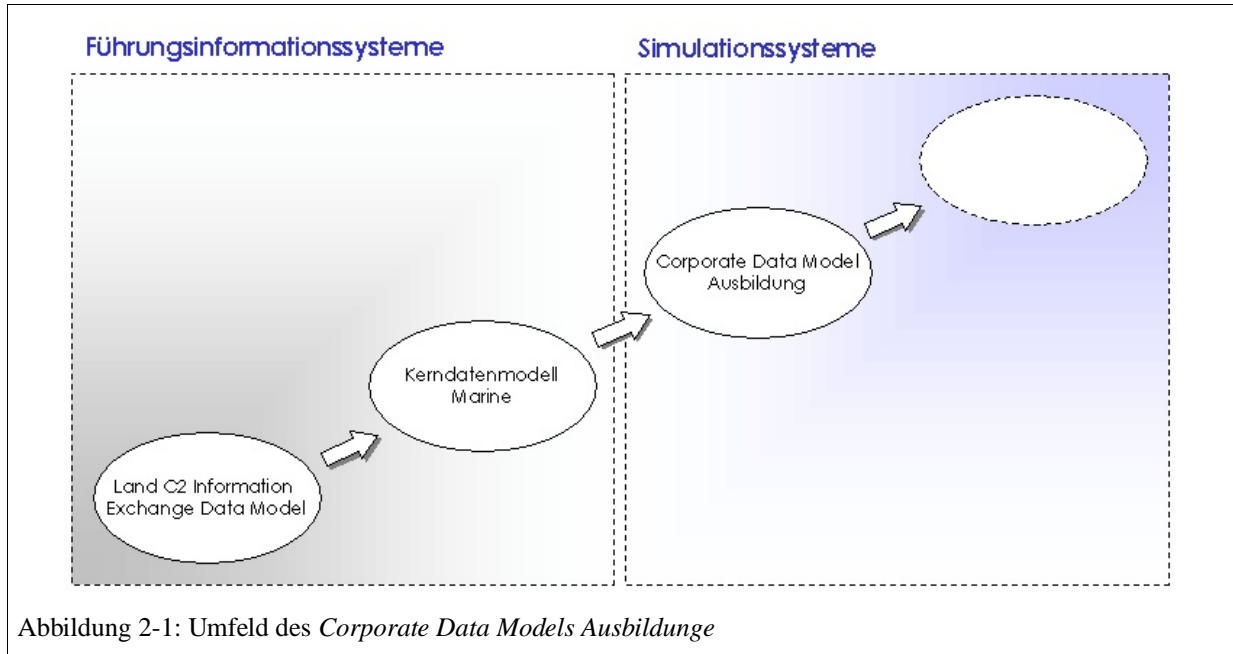 Führungsinformationssysteme
Simulationssysteme
Corporate Data Model
Ausbildung
Kerndatenmodell
Marine
Land C2 Information
Exchange Data Model
Abbildung 2-1: Umfeld des Corporate Data Models Ausbildunge